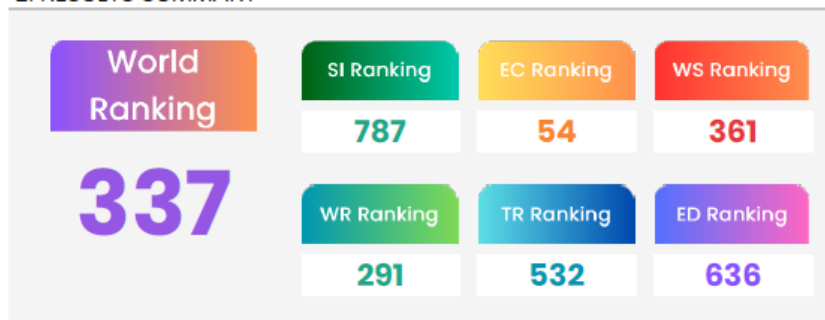 World
Ranking
337
SI Ranking
787
EC Ranking
54
WS Ranking
361
WR Ranking
291
TR Ranking
532
ED Ranking
636